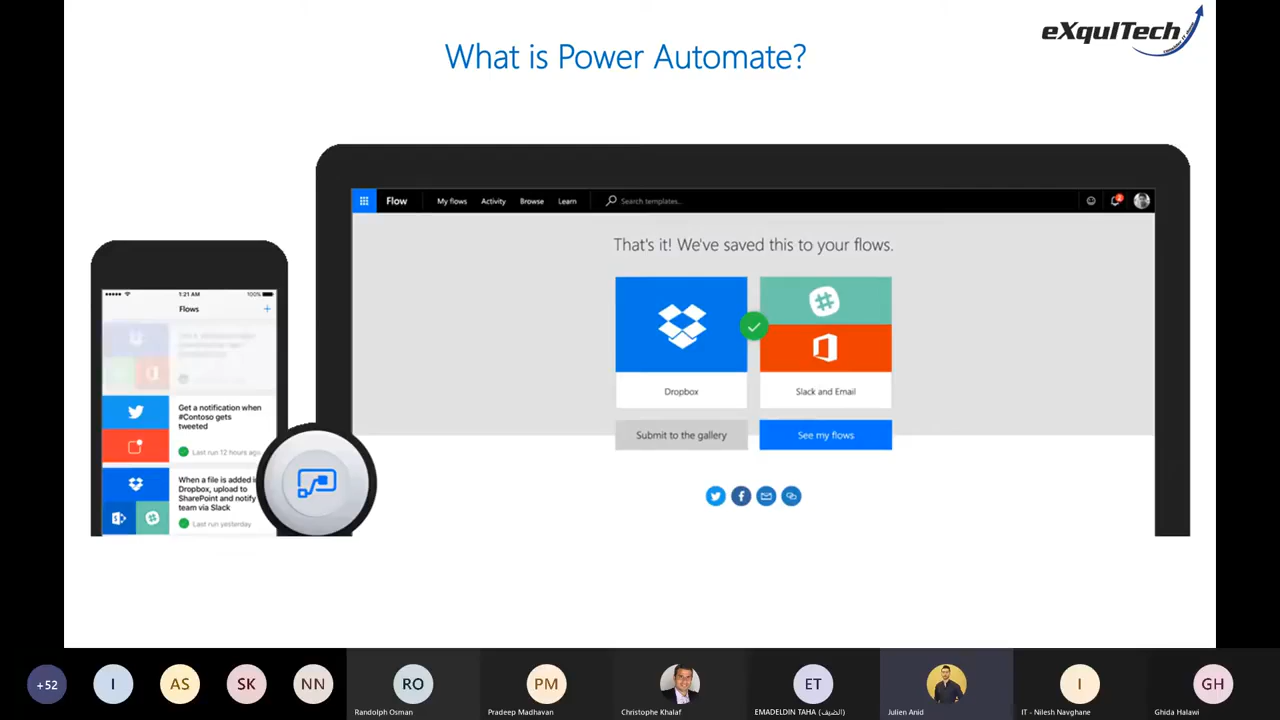 eXquITech
What is Power Automate?
Flow
My flows
Activity
Browse
Learn
Search templates...
That's it! We've saved this to your flows.
Dropbox
Slack and Email
Submit to the gallery
See my flows
1:21 AM
100%
Flows
+
Get a notification when
#Contoso gets
tweeted
Last run 12 hours ago
When a file is added i
Dropbox, upload to
SharePoint and notify
team via Slack
Last run yesterday
+52
I
AS
SK
NN
RO
Randolph Osman
PM
Pradeep Madhavan
Christophe Khalaf
ET
EMADELDIN TAHA (الضيف)
Julien Anid
I
IT - Nilesh Navghane
GH
Ghida Halawi